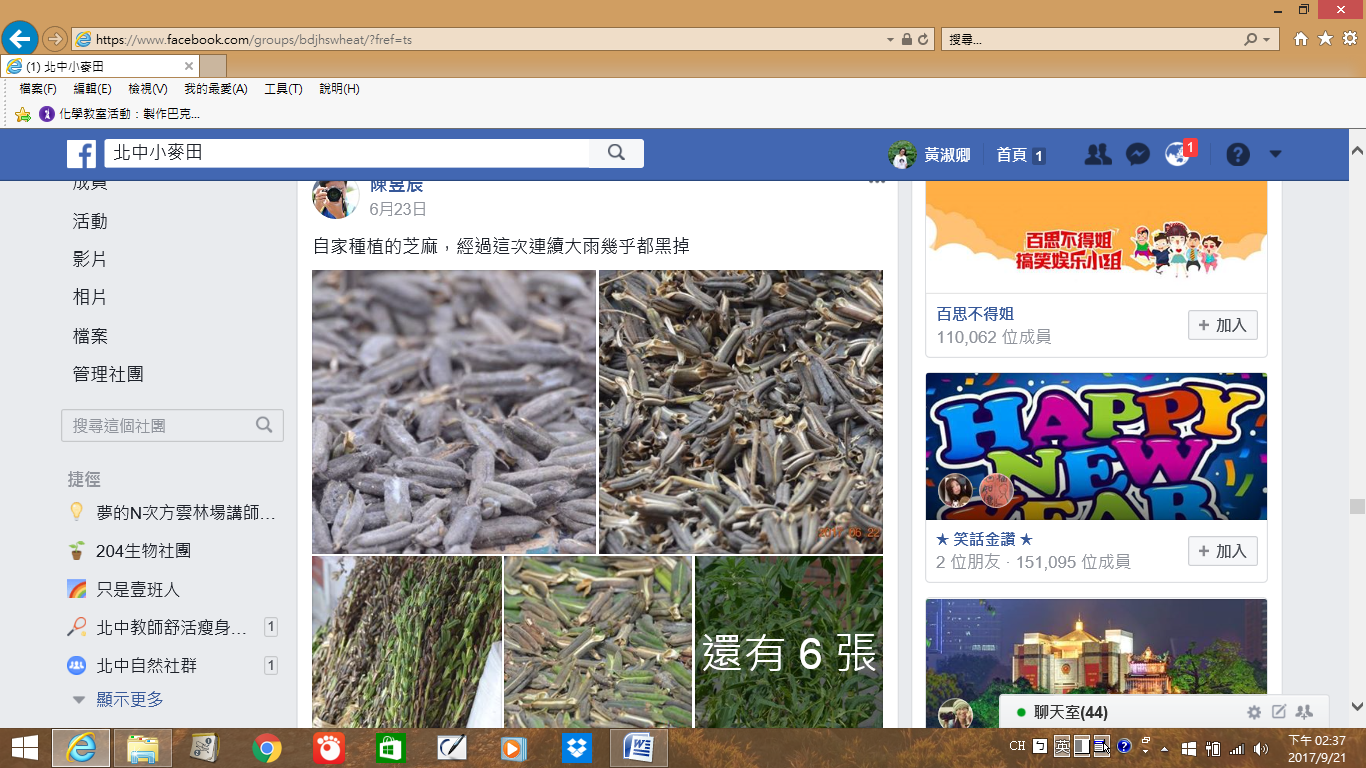 https://www.facebook.com/groups/bdjhswheat/?fref=ts
搜尋...
(1) 北中小麥田
檔案(F) 編輯(E) 檢視(V) 我的最愛(A) 工具(T) 說明(H)
化學教室活動：製作巴克...
北中小麥田
黃淑卿
首頁 1
1
成員
活動
影片
相片
檔案
管理社團
搜尋這個社團
捷徑
夢的N次方雲林場講師...
204生物社團
只是壹班人
北中教師舒活瘦身... 1
北中自然社群 1
顯示更多
陳昱辰
6月23日
自家種植的芝麻，經過這次連續大雨幾乎都黑掉
2017 06 22
還有 6 張
百思不得姐
搞笑娱乐小组
百思不得姐
110,062 位成員
+ 加入
HAPPY
NEW
YEAR
★ 笑話金讚 ★
2 位朋友 · 151,095 位成員
+ 加入
聊天室(44)
CH
英
下午 02:37
2017/9/21